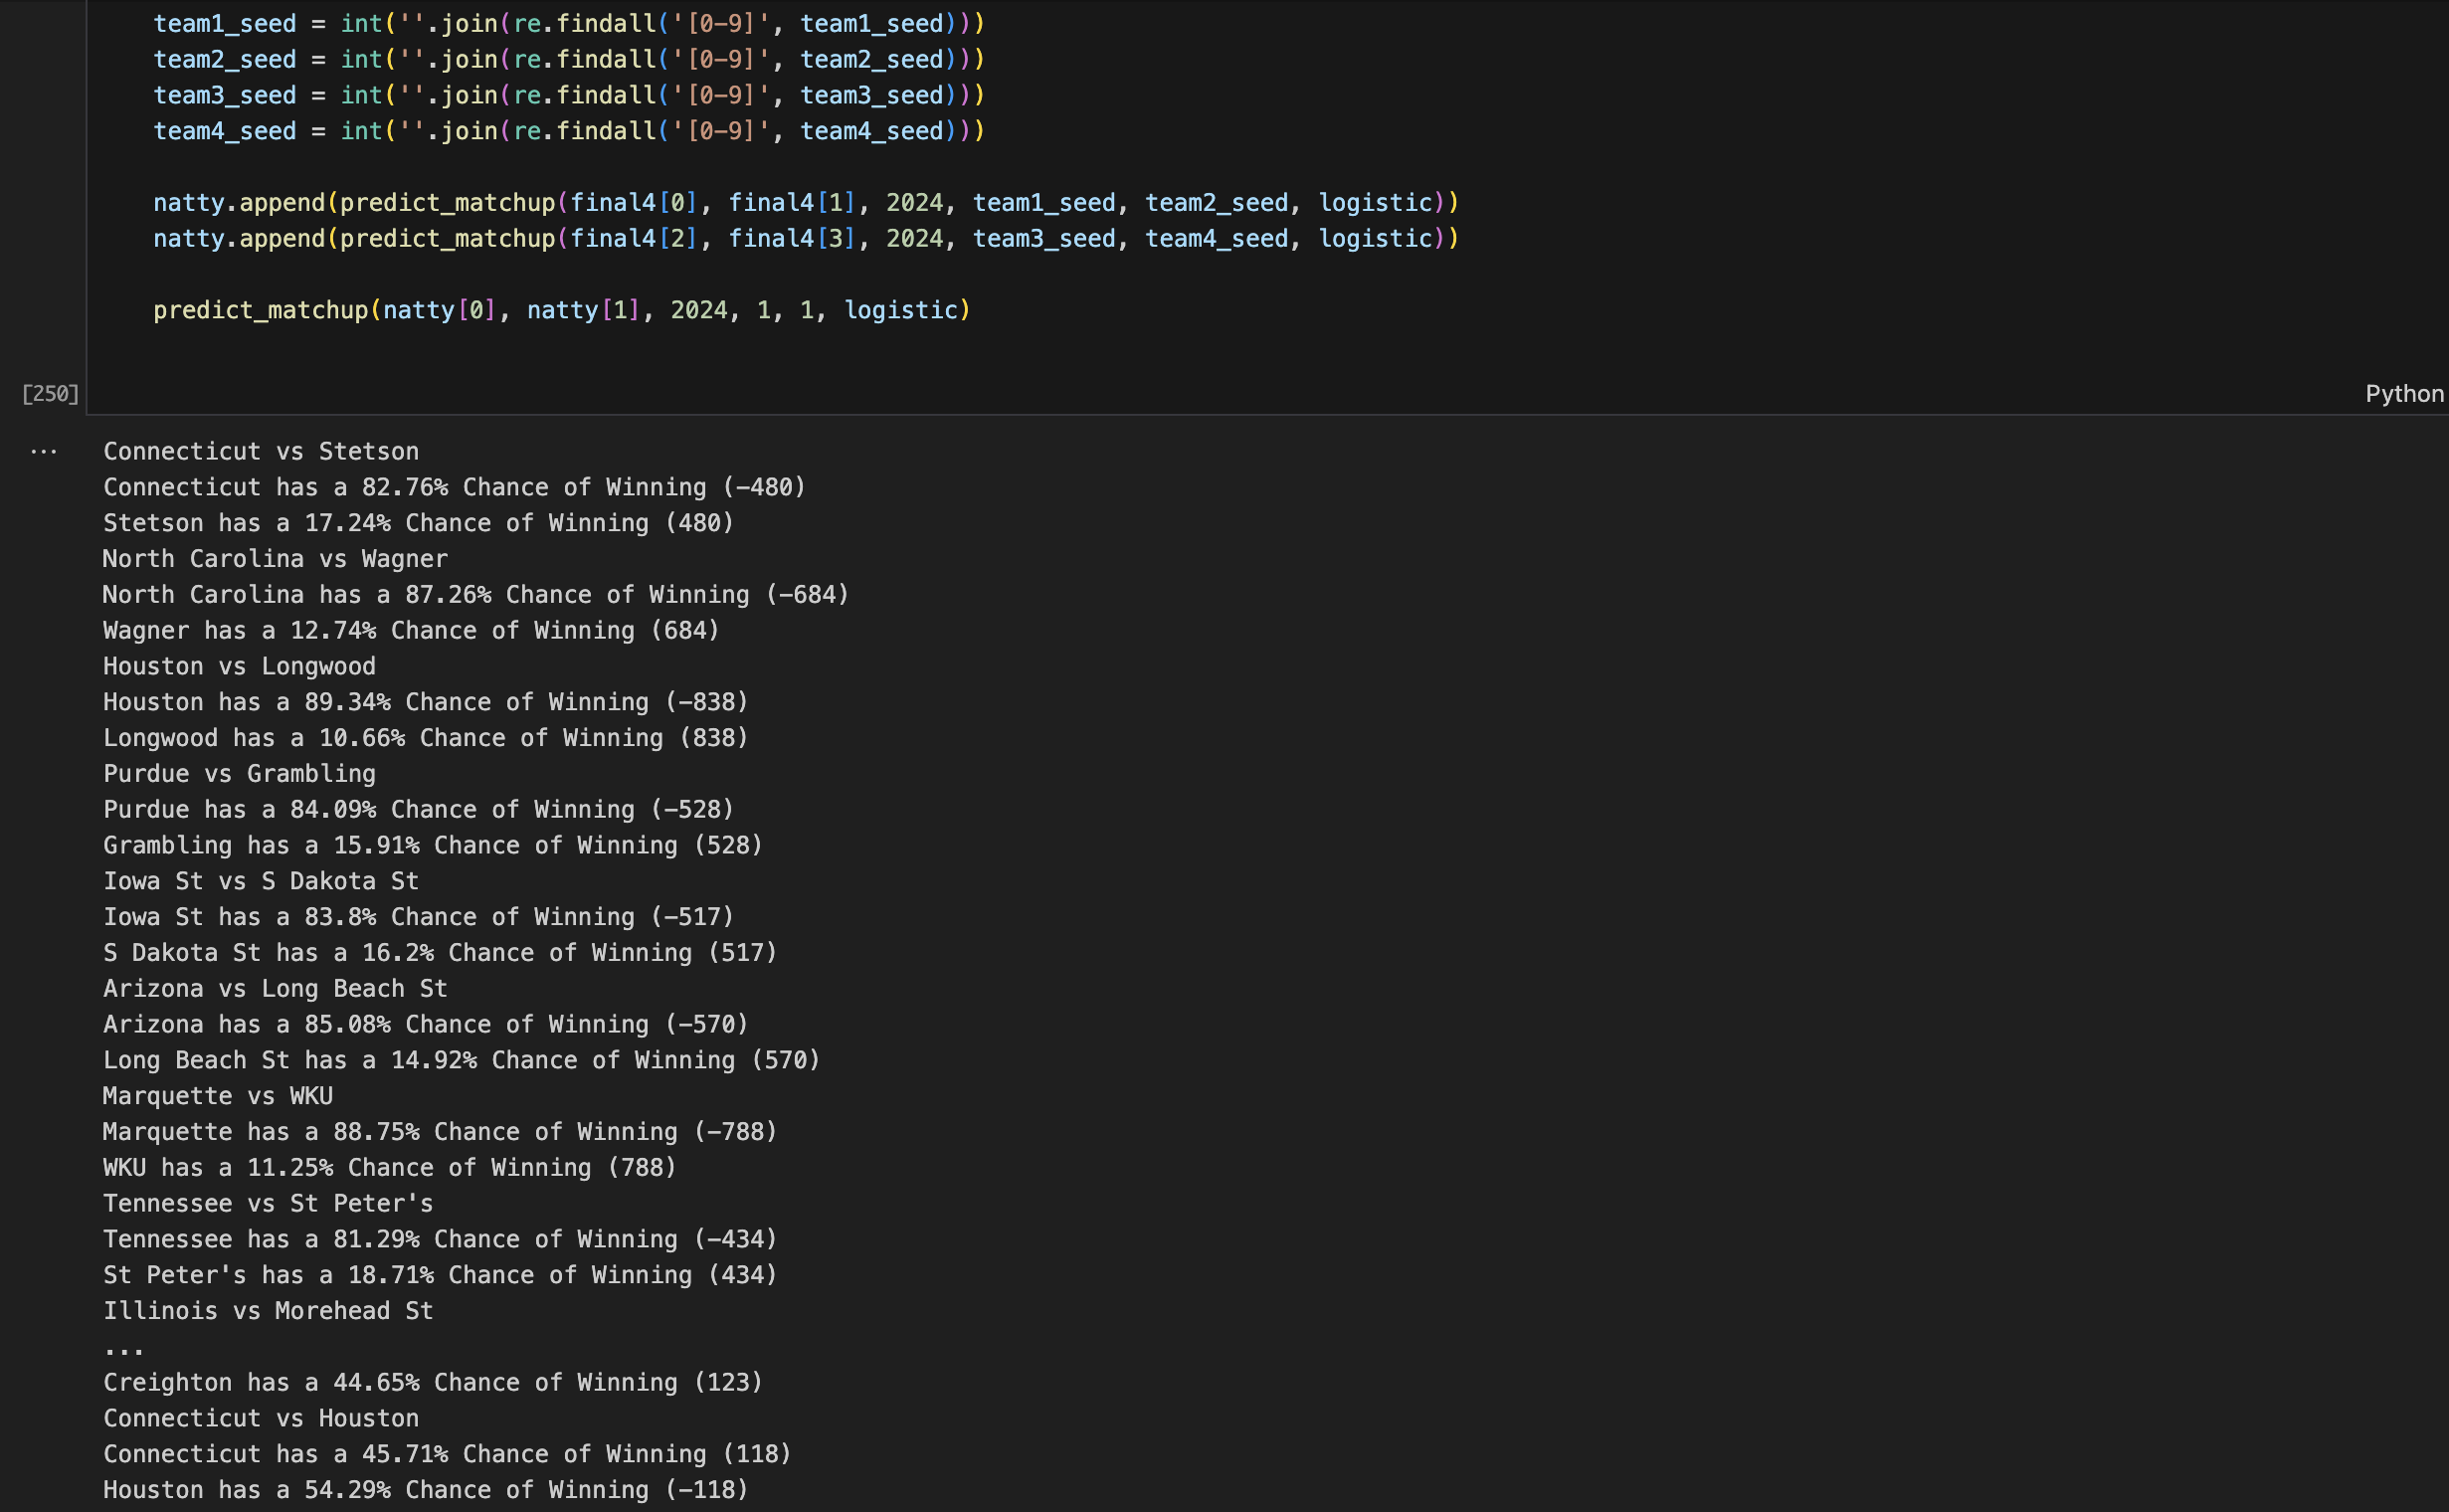 team1_seed = int(''.join(re.findall('[0-9]', team1_seed)))
team2_seed = int(''.join(re.findall('[0-9]', team2_seed)))
team3_seed = int(''.join(re.findall('[0-9]', team3_seed)))
team4_seed = int(''.join(re.findall('[0-9]', team4_seed)))
natty.append(predict_matchup(final4[0], final4[1], 2024, team1_seed, team2_seed, logistic))
natty.append(predict_matchup(final4[2], final4[3], 2024, team3_seed, team4_seed, logistic))
predict_matchup(natty[0], natty[1], 2024, 1, 1, logistic)
[250]
Python
...
Connecticut vs Stetson
Connecticut has a 82.76% Chance of Winning (-480)
Stetson has a 17.24% Chance of Winning (480)
North Carolina vs Wagner
North Carolina has a 87.26% Chance of Winning (-684)
Wagner has a 12.74% Chance of Winning (684)
Houston vs Longwood
Houston has a 89.34% Chance of Winning (-838)
Longwood has a 10.66% Chance of Winning (838)
Purdue vs Grambling
Purdue has a 84.09% Chance of Winning (-528)
Grambling has a 15.91% Chance of Winning (528)
Iowa St vs S Dakota St
Iowa St has a 83.8% Chance of Winning (-517)
S Dakota St has a 16.2% Chance of Winning (517)
Arizona vs Long Beach St
Arizona has a 85.08% Chance of Winning (-570)
Long Beach St has a 14.92% Chance of Winning (570)
Marquette vs WKU
Marquette has a 88.75% Chance of Winning (-788)
WKU has a 11.25% Chance of Winning (788)
Tennessee vs St Peter's
Tennessee has a 81.29% Chance of Winning (-434)
St Peter's has a 18.71% Chance of Winning (434)
Illinois vs Morehead St
...
Creighton has a 44.65% Chance of Winning (123)
Connecticut vs Houston
Connecticut has a 45.71% Chance of Winning (118)
Houston has a 54.29% Chance of Winning (-118)